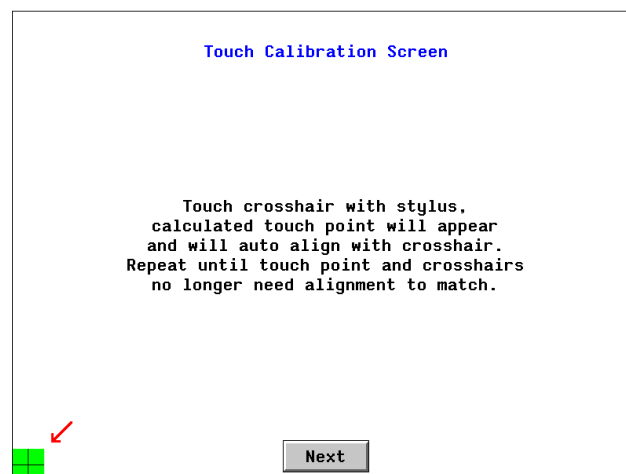 Touch Calibration Screen
Touch crosshair with stylus,
calculated touch point will appear
and will auto align with crosshair.
Repeat until touch point and crosshairs
no longer need alignment to match.
Next